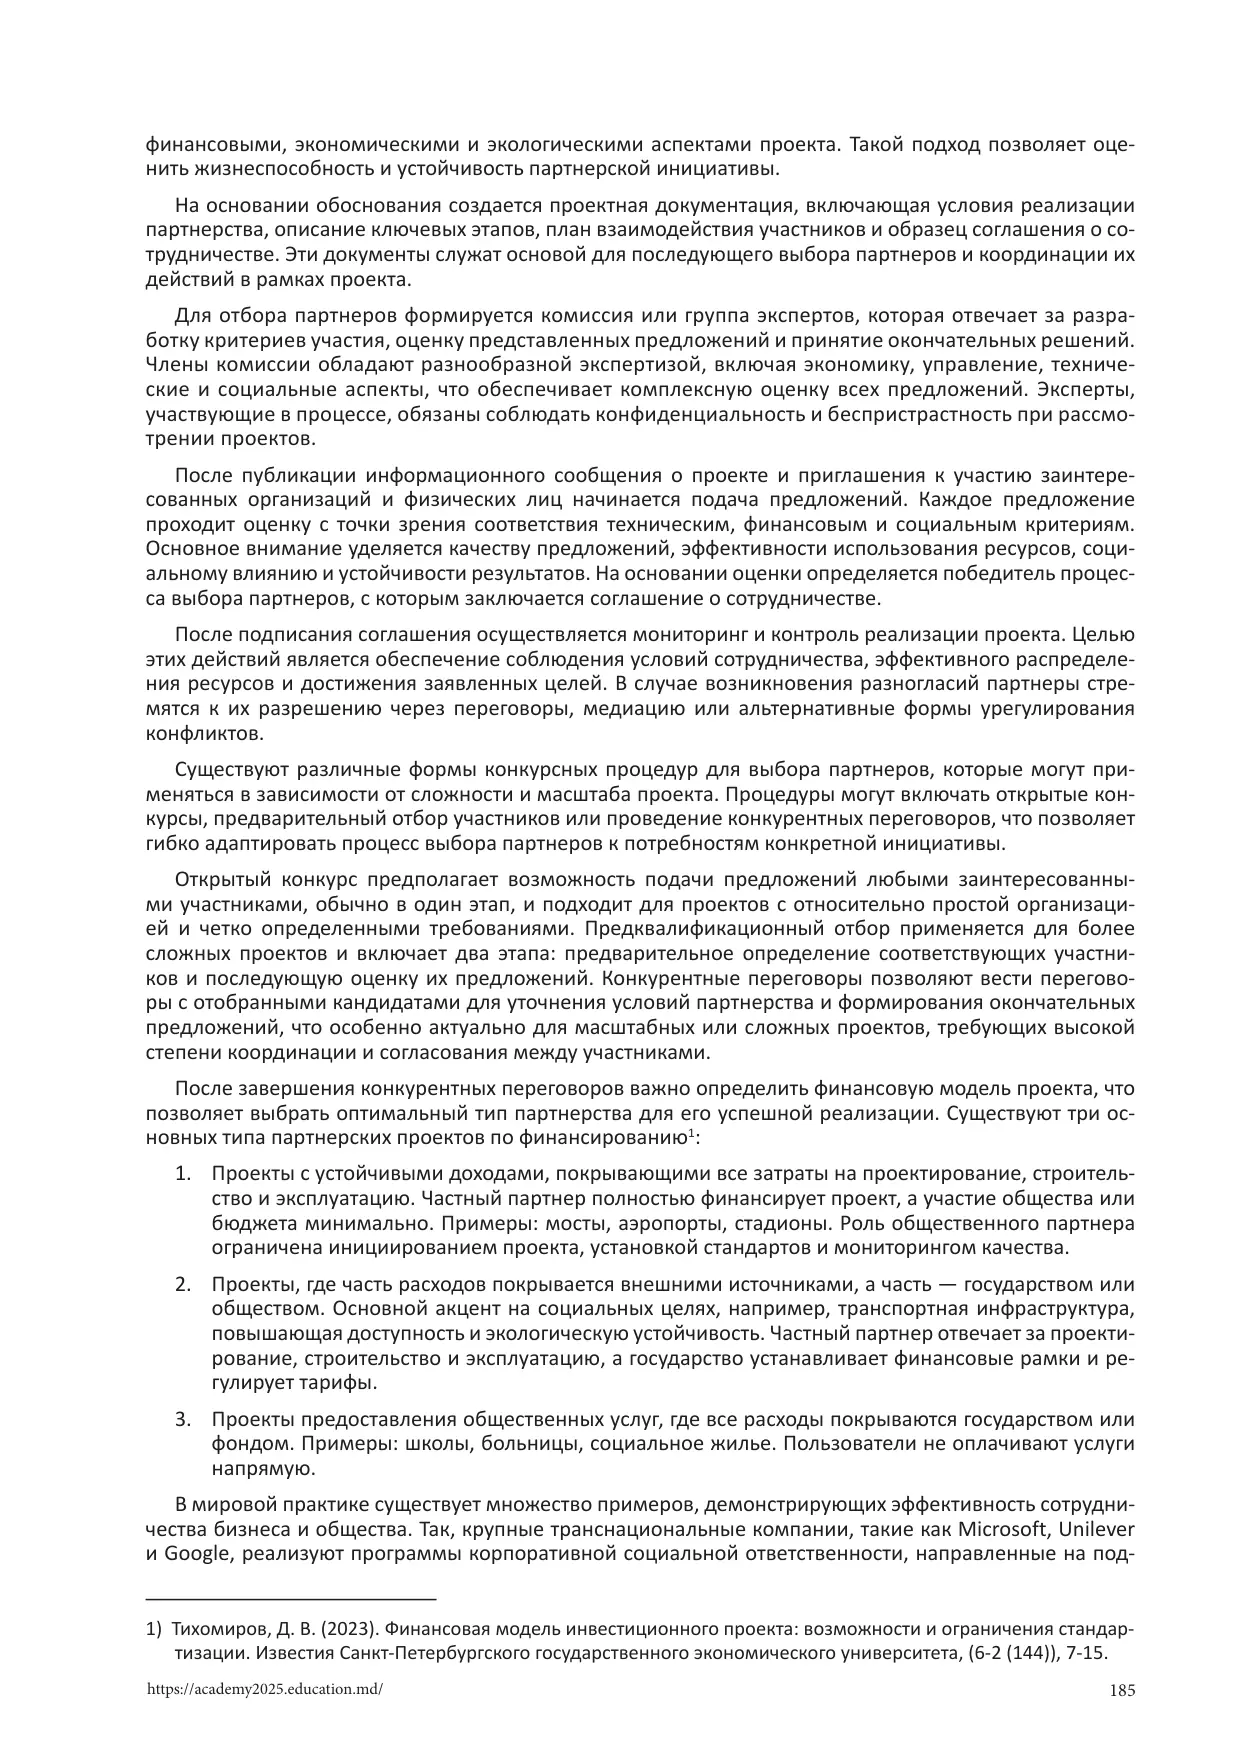 финансовыми, экономическими и экологическими аспектами проекта. Такой подход позволяет оце-
нить жизнеспособность и устойчивость партнерской инициативы.
На основании обоснования создается проектная документация, включающая условия реализации
партнерства, описание ключевых этапов, план взаимодействия участников и образец соглашения о со-
трудничестве. Эти документы служат основой для последующего выбора партнеров и координации их
действий в рамках проекта.
Для отбора партнеров формируется комиссия или группа экспертов, которая отвечает за разра-
ботку критериев участия, оценку представленных предложений и принятие окончательных решений.
Члены комиссии обладают разнообразной экспертизой, включая экономику, управление, техниче-
ские и социальные аспекты, что обеспечивает комплексную оценку всех предложений. Эксперты,
участвующие в процессе, обязаны соблюдать конфиденциальность и беспристрастность при рассмо-
трении проектов.
После публикации информационного сообщения о проекте и приглашения к участию заинтере-
сованных организаций и физических лиц начинается подача предложений. Каждое предложение
проходит оценку с точки зрения соответствия техническим, финансовым и социальным критериям.
Основное внимание уделяется качеству предложений, эффективности использования ресурсов, соци-
альному влиянию и устойчивости результатов. На основании оценки определяется победитель процес-
са выбора партнеров, с которым заключается соглашение о сотрудничестве.
После подписания соглашения осуществляется мониторинг и контроль реализации проекта. Целью
этих действий является обеспечение соблюдения условий сотрудничества, эффективного распределе-
ния ресурсов и достижения заявленных целей. В случае возникновения разногласий партнеры стре-
мятся к их разрешению через переговоры, медиацию или альтернативные формы урегулирования
конфликтов.
Существуют различные формы конкурсных процедур для выбора партнеров, которые могут при-
меняться в зависимости от сложности и масштаба проекта. Процедуры могут включать открытые кон-
курсы, предварительный отбор участников или проведение конкурентных переговоров, что позволяет
гибко адаптировать процесс выбора партнеров к потребностям конкретной инициативы.
Открытый конкурс предполагает возможность подачи предложений любыми заинтересованны-
ми участниками, обычно в один этап, и подходит для проектов с относительно простой организаци-
ей и четко определенными требованиями. Предквалификационный отбор применяется для более
сложных проектов и включает два этапа: предварительное определение соответствующих участни-
ков и последующую оценку их предложений. Конкурентные переговоры позволяют вести перегово-
ры с отобранными кандидатами для уточнения условий партнерства и формирования окончательных
предложений, что особенно актуально для масштабных или сложных проектов, требующих высокой
степени координации и согласования между участниками.
После завершения конкурентных переговоров важно определить финансовую модель проекта, что
позволяет выбрать оптимальный тип партнерства для его успешной реализации. Существуют три ос-
новных типа партнерских проектов по финансированию¹:
1. Проекты с устойчивыми доходами, покрывающими все затраты на проектирование, строитель-
ство и эксплуатацию. Частный партнер полностью финансирует проект, а участие общества или
бюджета минимально. Примеры: мосты, аэропорты, стадионы. Роль общественного партнера
ограничена инициированием проекта, установкой стандартов и мониторингом качества.
2. Проекты, где часть расходов покрывается внешними источниками, а часть — государством или
обществом. Основной акцент на социальных целях, например, транспортная инфраструктура,
повышающая доступность и экологическую устойчивость. Частный партнер отвечает за проекти-
рование, строительство и эксплуатацию, а государство устанавливает финансовые рамки и ре-
гулирует тарифы.
3. Проекты предоставления общественных услуг, где все расходы покрываются государством или
фондом. Примеры: школы, больницы, социальное жилье. Пользователи не оплачивают услуги
напрямую.
В мировой практике существует множество примеров, демонстрирующих эффективность сотрудни-
чества бизнеса и общества. Так, крупные транснациональные компании, такие как Microsoft, Unilever
и Google, реализуют программы корпоративной социальной ответственности, направленные на под-
1) Тихомиров, Д. В. (2023). Финансовая модель инвестиционного проекта: возможности и ограничения стандар-
тизации. Известия Санкт-Петербургского государственного экономического университета, (6-2 (144)), 7-15.
https://academy2025.education.md/
185